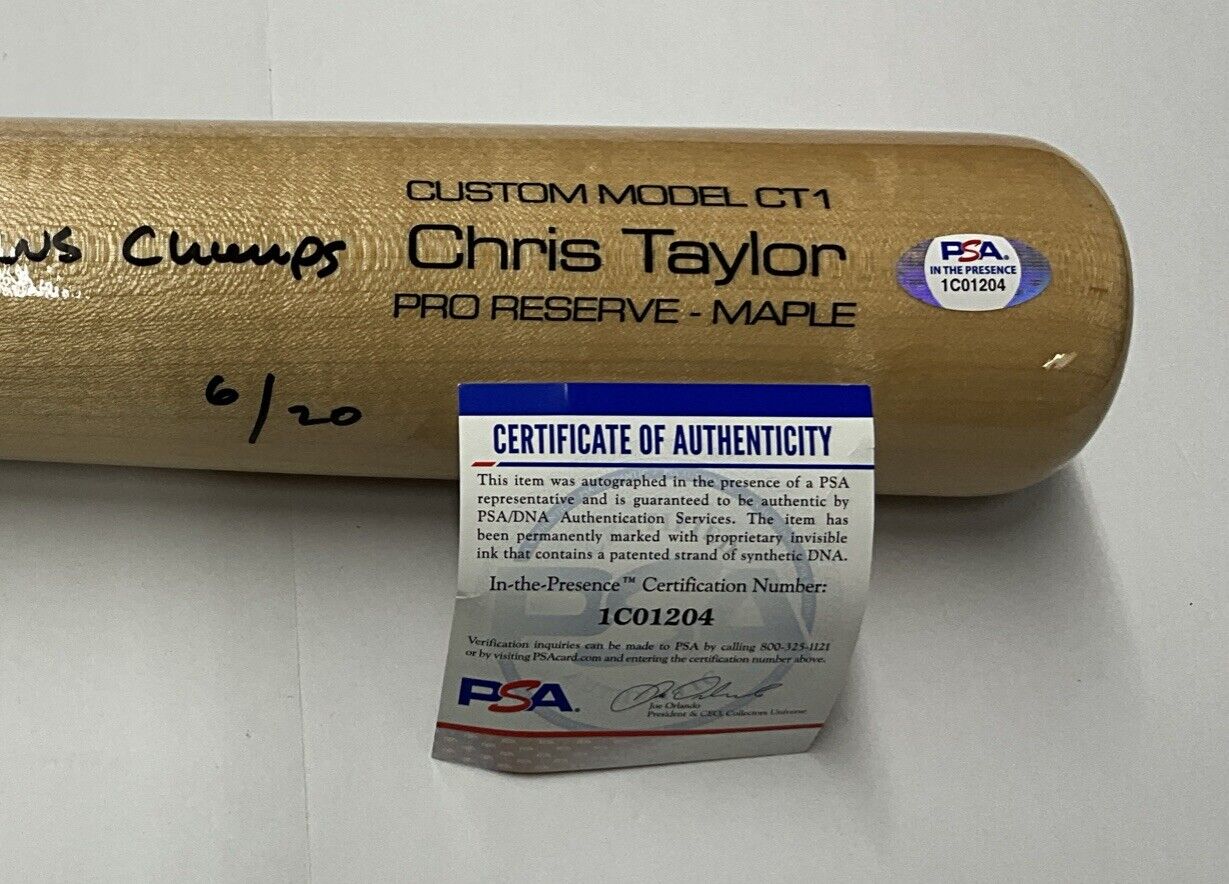 CUSTOM MODEL CT1
WS Champs Chris Taylor
PRO RESERVE - MAPLE
PSA.
IN THE PRESENCE
1C01204
6/20
CERTIFICATE OF AUTHENTICITY
This item was autographed in the presence of a PSA
representative and is guaranteed to be authentic by
PSA/DNA Authentication Services. The item has
been permanently marked with proprietary invisible
ink that contains a patented strand of synthetic DNA.
In-the-Presence™ Certification Number:
1C01204
Verification inquiries can be made to PSA by calling 800-325-1121
or by visiting PSAcard.com and entering the certification number above.
PSA.
Joe Orlando
President & CEO, Collectors Universe